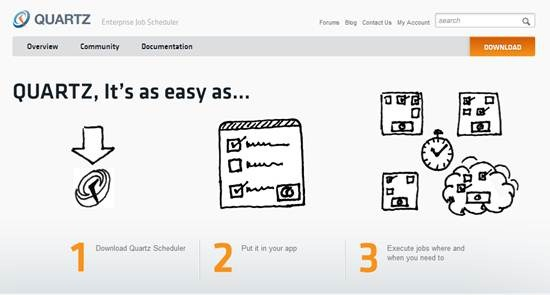 QUARTZ Enterprise Job Scheduler
Forums Blog Contact Us My Account search
Overview Community Documentation DOWNLOAD
QUARTZ, It's as easy as...
1 Download Quartz Scheduler
2 Put it in your app
3 Execute jobs where and
when you need to